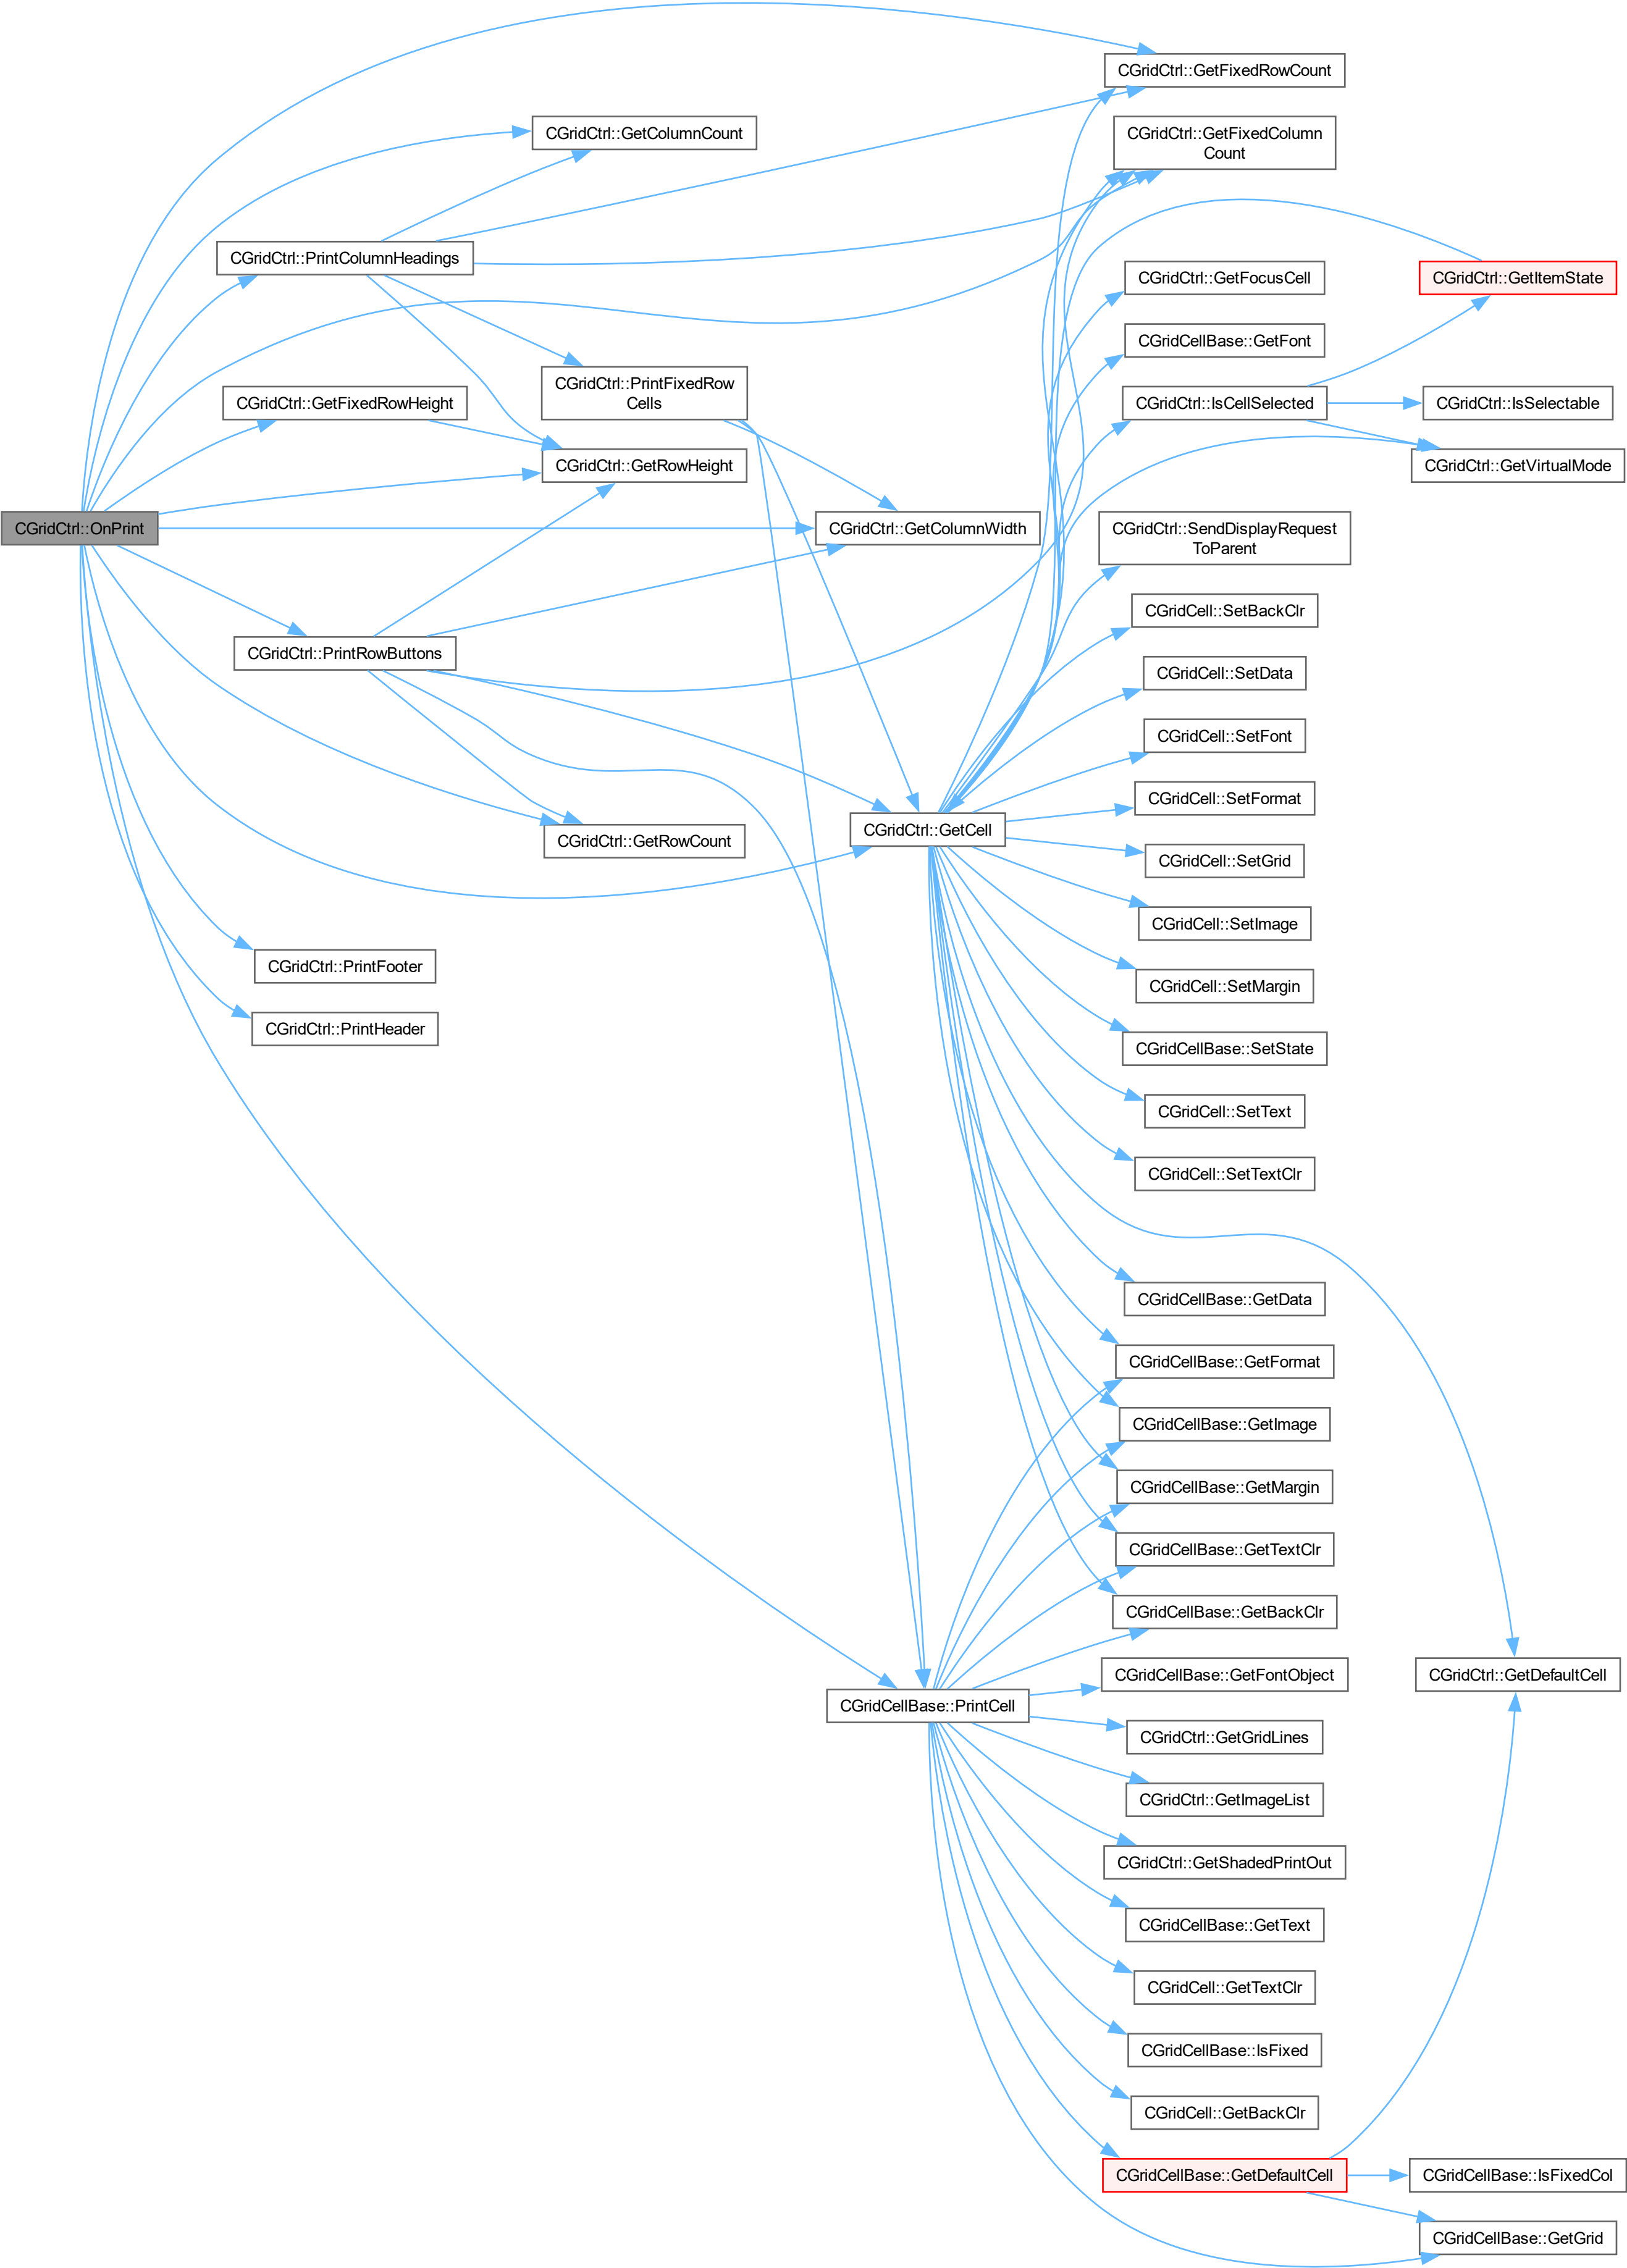 CGridCtrl::GetFixedRowCount
CGridCtrl::GetColumnCount
CGridCtrl::GetFixedColumn
Count
CGridCtrl::PrintColumnHeadings
CGridCtrl::GetFocusCell
CGridCtrl::GetItemState
CGridCellBase::GetFont
CGridCtrl::PrintFixedRow
Cells
CGridCtrl::GetFixedRowHeight
CGridCtrl::IsCellSelected
CGridCtrl::IsSelectable
CGridCtrl::GetRowHeight
CGridCtrl::GetVirtualMode
CGridCtrl::OnPrint
CGridCtrl::GetColumnWidth
CGridCtrl::SendDisplayRequest
ToParent
CGridCell::SetBackClr
CGridCtrl::PrintRowButtons
CGridCell::SetData
CGridCell::SetFont
CGridCell::SetFormat
CGridCtrl::GetCell
CGridCtrl::GetRowCount
CGridCell::SetGrid
CGridCell::SetImage
CGridCtrl::PrintFooter
CGridCell::SetMargin
CGridCtrl::PrintHeader
CGridCellBase::SetState
CGridCell::SetText
CGridCell::SetTextClr
CGridCellBase::GetData
CGridCellBase::GetFormat
CGridCellBase::GetImage
CGridCellBase::GetMargin
CGridCellBase::GetTextClr
CGridCellBase::GetBackClr
CGridCellBase::GetFontObject
CGridCtrl::GetDefaultCell
CGridCellBase::PrintCell
CGridCtrl::GetGridLines
CGridCtrl::GetImageList
CGridCtrl::GetShadedPrintOut
CGridCellBase::GetText
CGridCell::GetTextClr
CGridCellBase::IsFixed
CGridCell::GetBackClr
CGridCellBase::GetDefaultCell
CGridCellBase::IsFixedCol
CGridCellBase::GetGrid